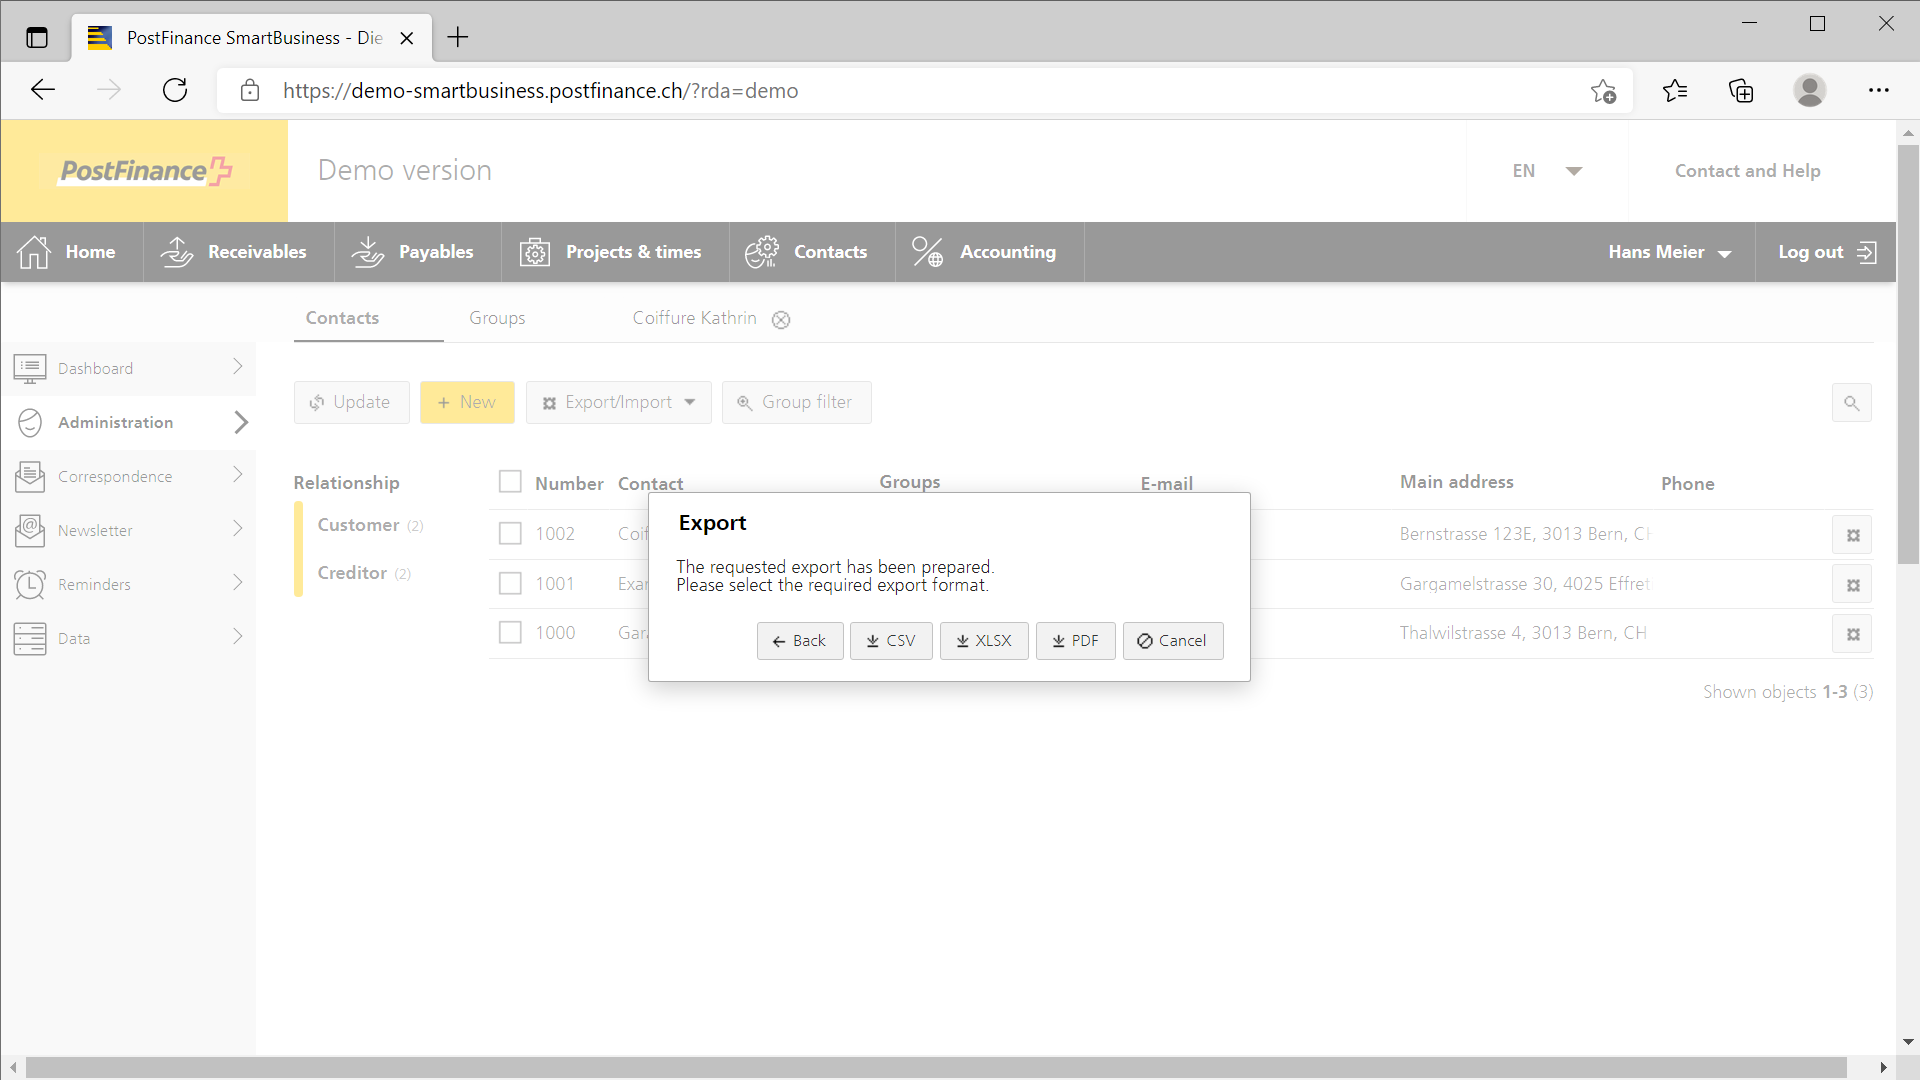 PostFinance SmartBusiness - Die
https://demo-smartbusiness.postfinance.ch/?rda=demo
PostFinance
Demo version
EN
Contact and Help
Home
Receivables
Payables
Projects & times
Contacts
Accounting
Hans Meier
Log out
Contacts
Groups
Coiffure Kathrin
Dashboard
Administration
Correspondence
Newsletter
Reminders
Data
Update
New
Export/Import
Group filter
Relationship
Customer (2)
Creditor (2)
Number Contact Groups E-mail Main address Phone
1002 Coif Bernstrasse 123E, 3013 Bern, CH
1001 Exar Gargamelstrasse 30, 4025 Effret
1000 Gar Thalwilstrasse 4, 3013 Bern, CH
Shown objects 1-3 (3)
Export
The requested export has been prepared.
Please select the required export format.
Back
CSV
XLSX
PDF
Cancel